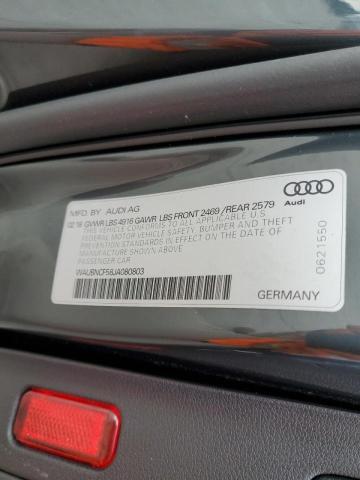 MFD. BY AUDI AG
02/18 GVWR LBS 4916 GAWR LBS FRONT 2469 /REAR 2579
THIS VEHICLE CONFORMS TO ALL APPLICABLE U.S.
FEDERAL MOTOR VEHICLE SAFETY, BUMPER AND THEFT
PREVENTION STANDARDS IN EFFECT ON THE DATE OF
MANUFACTURE SHOWN ABOVE.
PASSENGER CAR
WAUBNCF58JA080803
Audi
0621550
GERMANY